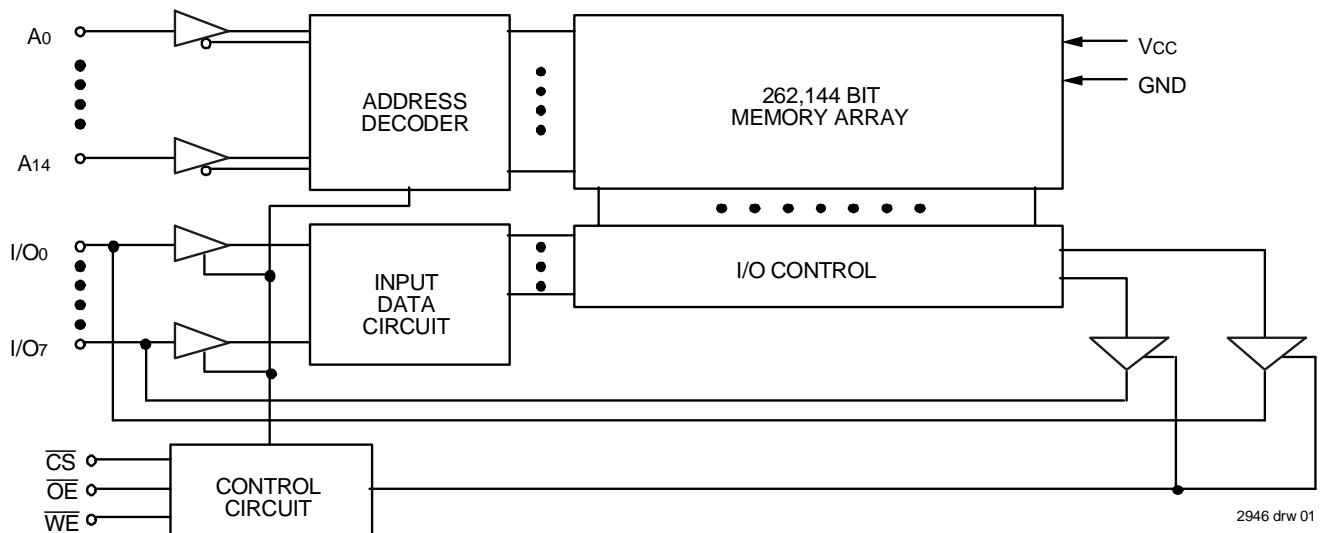 A0
VCC
GND
ADDRESS
DECODER
262,144 BIT
MEMORY ARRAY
A14
I/O0
INPUT
DATA
CIRCUIT
I/O CONTROL
I/O7
CS
OE
WE
CONTROL
CIRCUIT
2946 drw 01